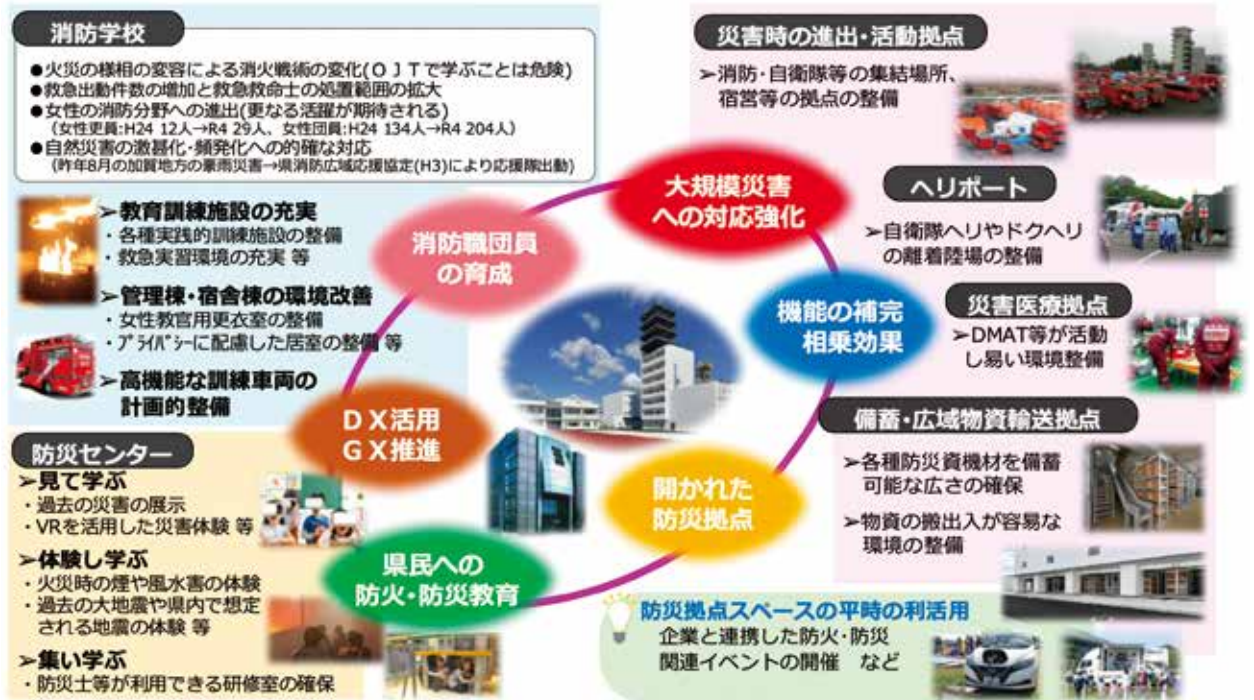 消防学校
●火災の様相の変容による消火戦術の変化(ＯＪＴで学ぶことは危険)
●救急出動件数の増加と救急救命士の処置範囲の拡大
●女性の消防分野への進出(更なる活躍が期待される)
（女性吏員:H24 12人→R4 29人、女性団員:H24 134人→R4 204人）
●自然災害の激甚化･頻発化への的確な対応
（昨年8月の加賀地方の豪雨災害→県消防広域応援協定(H3)により応援隊出動）
➢教育訓練施設の充実
・各種実践的訓練施設の整備
・救急実習環境の充実 等
➢管理棟･宿舎棟の環境改善
・女性教官用更衣室の整備
・ﾌﾟﾗｲﾊﾞｼｰに配慮した居室の整備 等
➢高機能な訓練車両の
計画的整備
防災センター
➢見て学ぶ
・過去の災害の展示
・VRを活用した災害体験 等
➢体験し学ぶ
・火災時の煙や風水害の体験
・過去の大地震や県内で想定
される地震の体験 等
➢集い学ぶ
・防災士等が利用できる研修室の確保
消防職団員
の育成
大規模災害
への対応強化
機能の補完
相乗効果
開かれた
防災拠点
県民への
防火･防災教育
ＤＸ活用
ＧＸ推進
災害時の進出･活動拠点
➢消防･自衛隊等の集結場所、
宿営等の拠点の整備
ヘリポート
➢自衛隊ヘリやドクヘリ
の離着陸場の整備
災害医療拠点
➢DMAT等が活動
し易い環境整備
備蓄･広域物資輸送拠点
➢各種防災資機材を備蓄
可能な広さの確保
➢物資の搬出入が容易な
環境の整備
防災拠点スペースの平時の利活用
企業と連携した防火･防災
関連イベントの開催　など